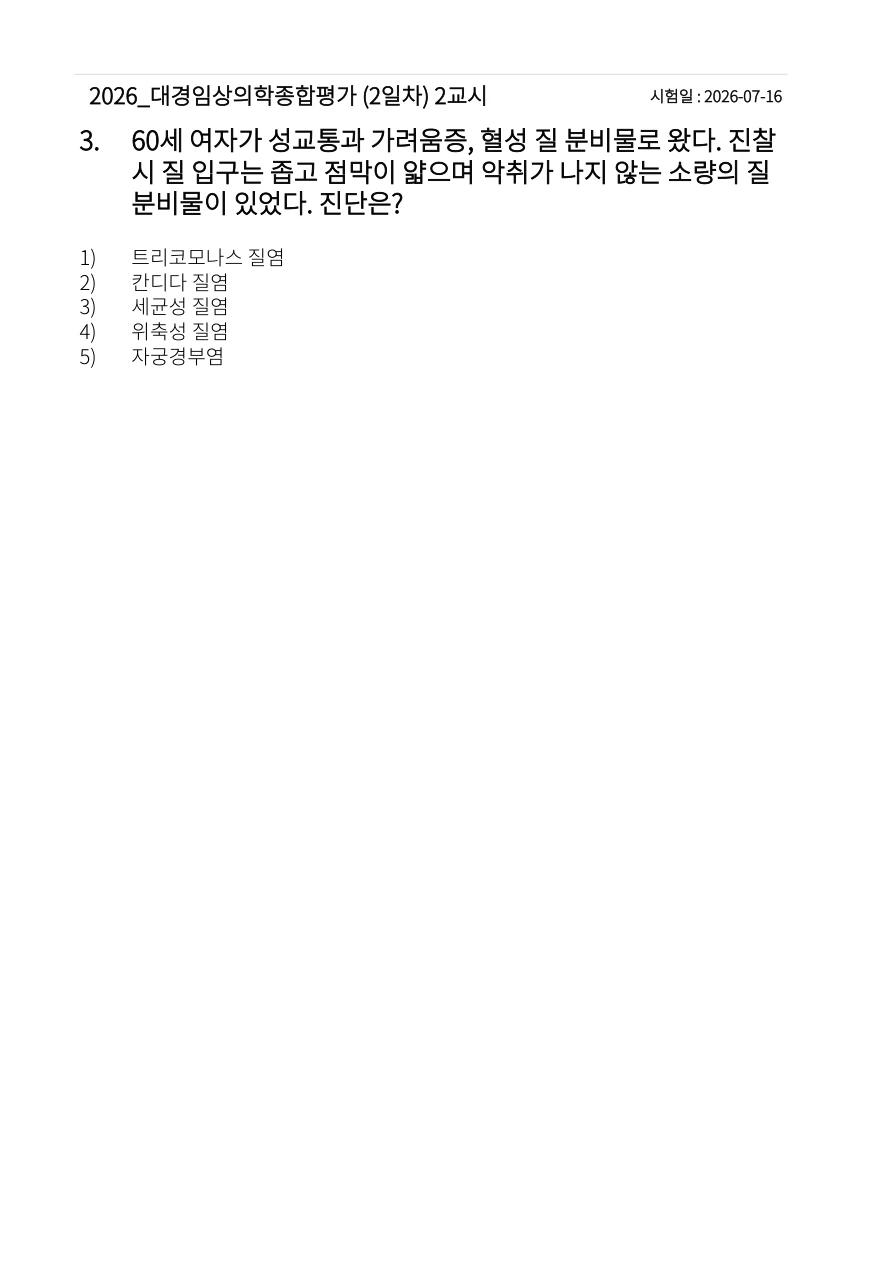 2026_대경임상의학종합평가 (2일차) 2교시 시험일 : 2026-07-16
3. 60세 여자가 성교통과 가려움증, 혈성 질 분비물로 왔다. 진찰
시 질 입구는 좁고 점막이 얇으며 악취가 나지 않는 소량의 질
분비물이 있었다. 진단은?
1) 트리코모나스 질염
2) 칸디다 질염
3) 세균성 질염
4) 위축성 질염
5) 자궁경부염